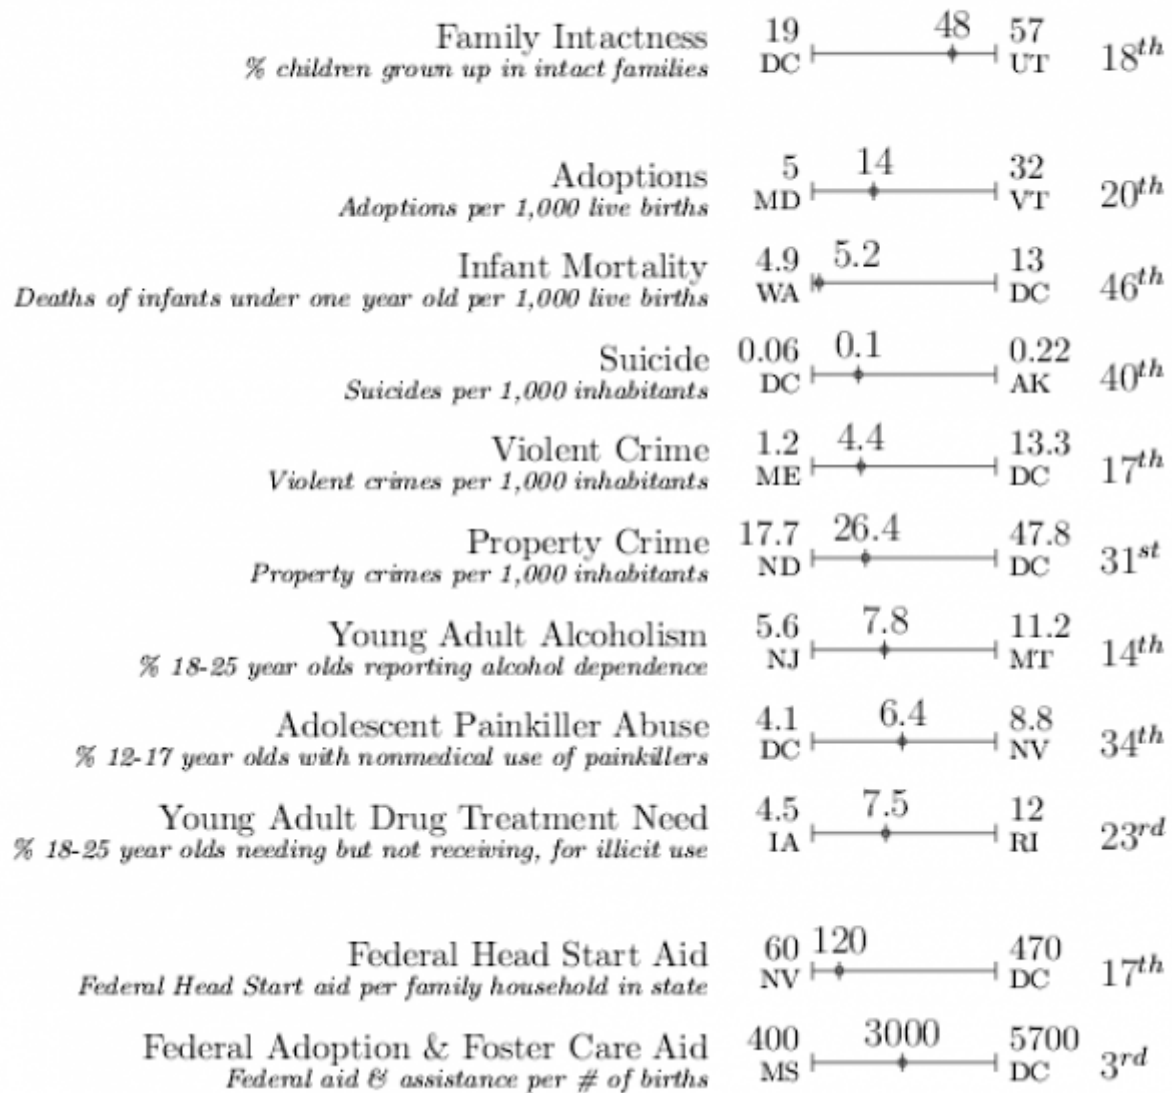 Family Intactness 19 48 57
% children grown up in intact families DC UT 18th
Adoptions 5 14 32
Adoptions per 1,000 live births MD VT 20th
Infant Mortality 4.9 5.2 13
Deaths of infants under one year old per 1,000 live births WA DC 46th
Suicide 0.06 0.1 0.22
Suicides per 1,000 inhabitants DC AK 40th
Violent Crime 1.2 4.4 13.3
Violent crimes per 1,000 inhabitants ME DC 17th
Property Crime 17.7 26.4 47.8
Property crimes per 1,000 inhabitants ND DC 31st
Young Adult Alcoholism 5.6 7.8 11.2
% 18-25 year olds reporting alcohol dependence NJ MT 14th
Adolescent Painkiller Abuse 4.1 6.4 8.8
% 12-17 year olds with nonmedical use of painkillers DC NV 34th
Young Adult Drug Treatment Need 4.5 7.5 12
% 18-25 year olds needing but not receiving, for illicit use IA RI 23rd
Federal Head Start Aid 60 120 470
Federal Head Start aid per family household in state NV DC 17th
Federal Adoption & Foster Care Aid 400 3000 5700
Federal aid & assistance per # of births MS DC 3rd